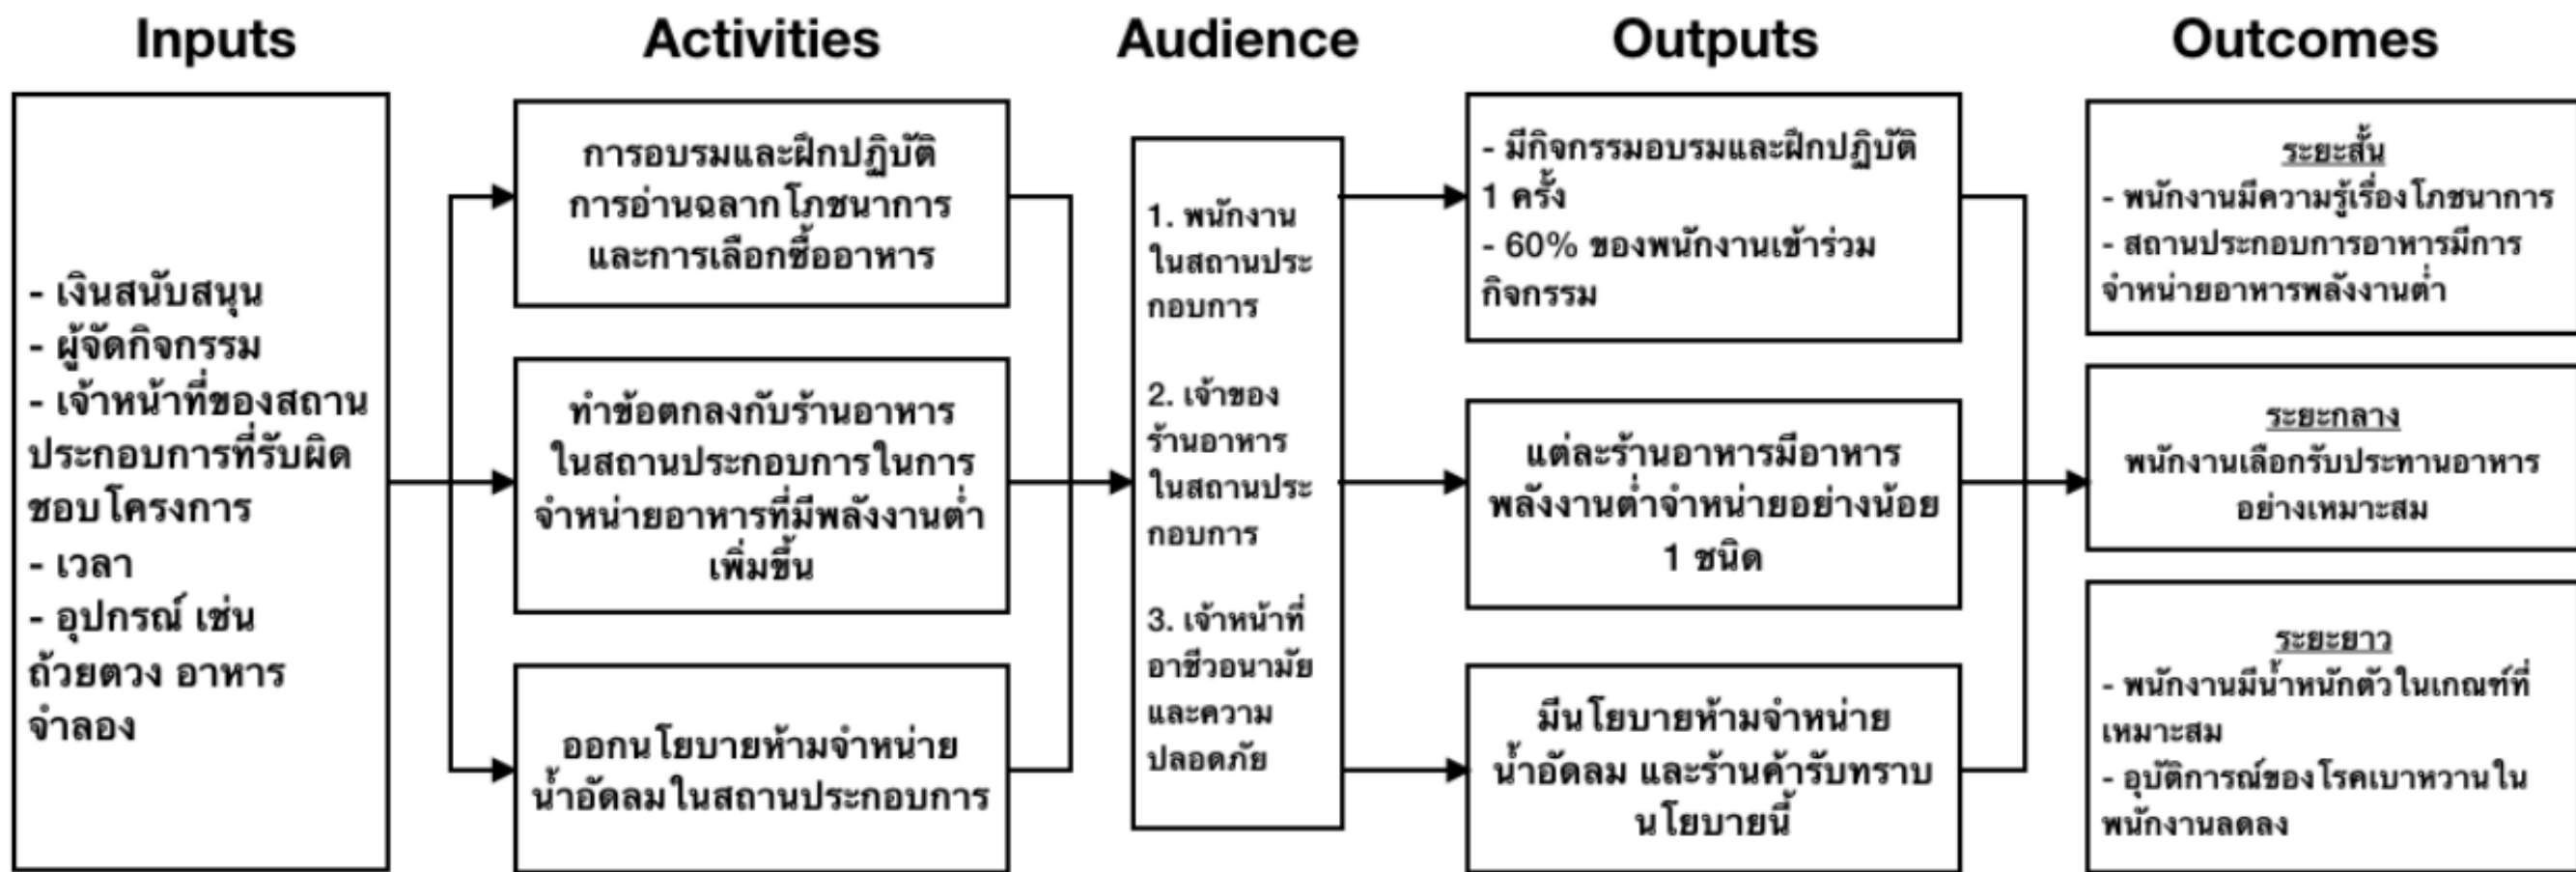 Inputs
Activities
Audience
Outputs
Outcomes
- เงินสนับสนุน
- ผู้จัดกิจกรรม
- เจ้าหน้าที่ของสถาน
ประกอบการที่รับผิด
ชอบโครงการ
- เวลา
- อุปกรณ์ เช่น
ถ้วยตวง อาหาร
จำลอง
การอบรมและฝึกปฏิบัติ
การอ่านฉลากโภชนาการ
และการเลือกซื้ออาหาร
ทำข้อตกลงกับร้านอาหาร
ในสถานประกอบการในการ
จำหน่ายอาหารที่มีพลังงานต่ำ
เพิ่มขึ้น
ออกนโยบายห้ามจำหน่าย
น้ำอัดลมในสถานประกอบการ
1. พนักงาน
ในสถานประ
กอบการ
2. เจ้าของ
ร้านอาหาร
ในสถานประ
กอบการ
3. เจ้าหน้าที่
อาชีวอนามัย
และความ
ปลอดภัย
- มีกิจกรรมอบรมและฝึกปฏิบัติ
1 ครั้ง
- 60% ของพนักงานเข้าร่วม
กิจกรรม
แต่ละร้านอาหารมีอาหาร
พลังงานต่ำจำหน่ายอย่างน้อย
1 ชนิด
มีนโยบายห้ามจำหน่าย
น้ำอัดลม และร้านค้ารับทราบ
นโยบายนี้
ระยะสั้น
- พนักงานมีความรู้เรื่องโภชนาการ
- สถานประกอบการอาหารมีการ
จำหน่ายอาหารพลังงานต่ำ
ระยะกลาง
พนักงานเลือกรับประทานอาหาร
อย่างเหมาะสม
ระยะยาว
- พนักงานมีน้ำหนักตัวในเกณฑ์ที่
เหมาะสม
- อุบัติการณ์ของโรคเบาหวานใน
พนักงานลดลง